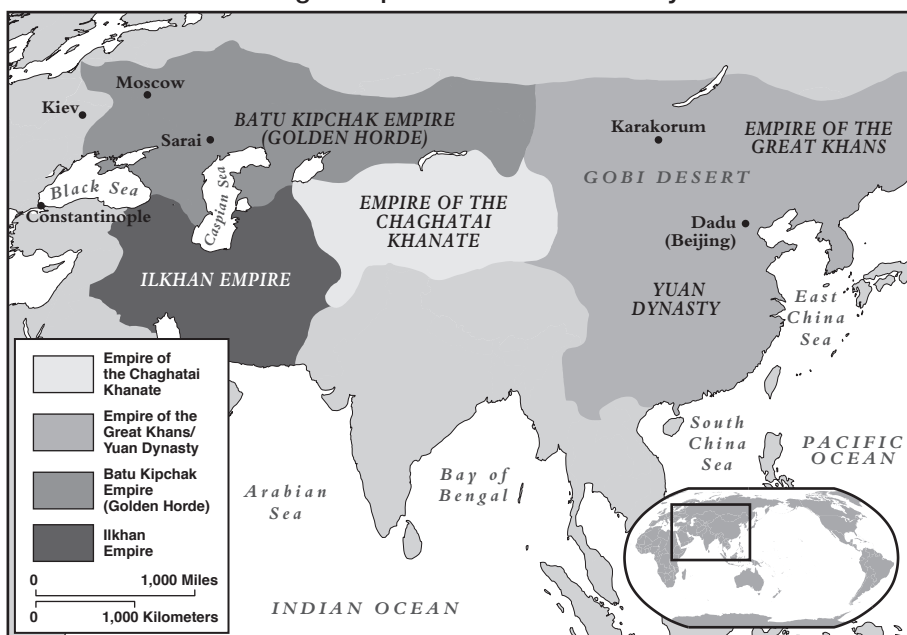 Moscow
Kiev
Sarai
BATU KIPCHAK EMPIRE
(GOLDEN HORDE)
Karakorum
EMPIRE OF THE
GREAT KHANS
GOBI DESERT
Black Sea
Constantinople
Caspian Sea
EMPIRE OF THE
CHAGHATAI
KHANATE
Dadu
(Beijing)
ILKHAN EMPIRE
YUAN
DYNASTY
East
China
Sea
Empire of
the Chaghatai
Khanate
Empire of the
Great Khans/
Yuan Dynasty
Batu Kipchak
Empire
(Golden Horde)
Ilkhan
Empire
0 1,000 Miles
0 1,000 Kilometers
Arabian
Sea
Bay of
Bengal
South
China
Sea
PACIFIC
OCEAN
INDIAN OCEAN